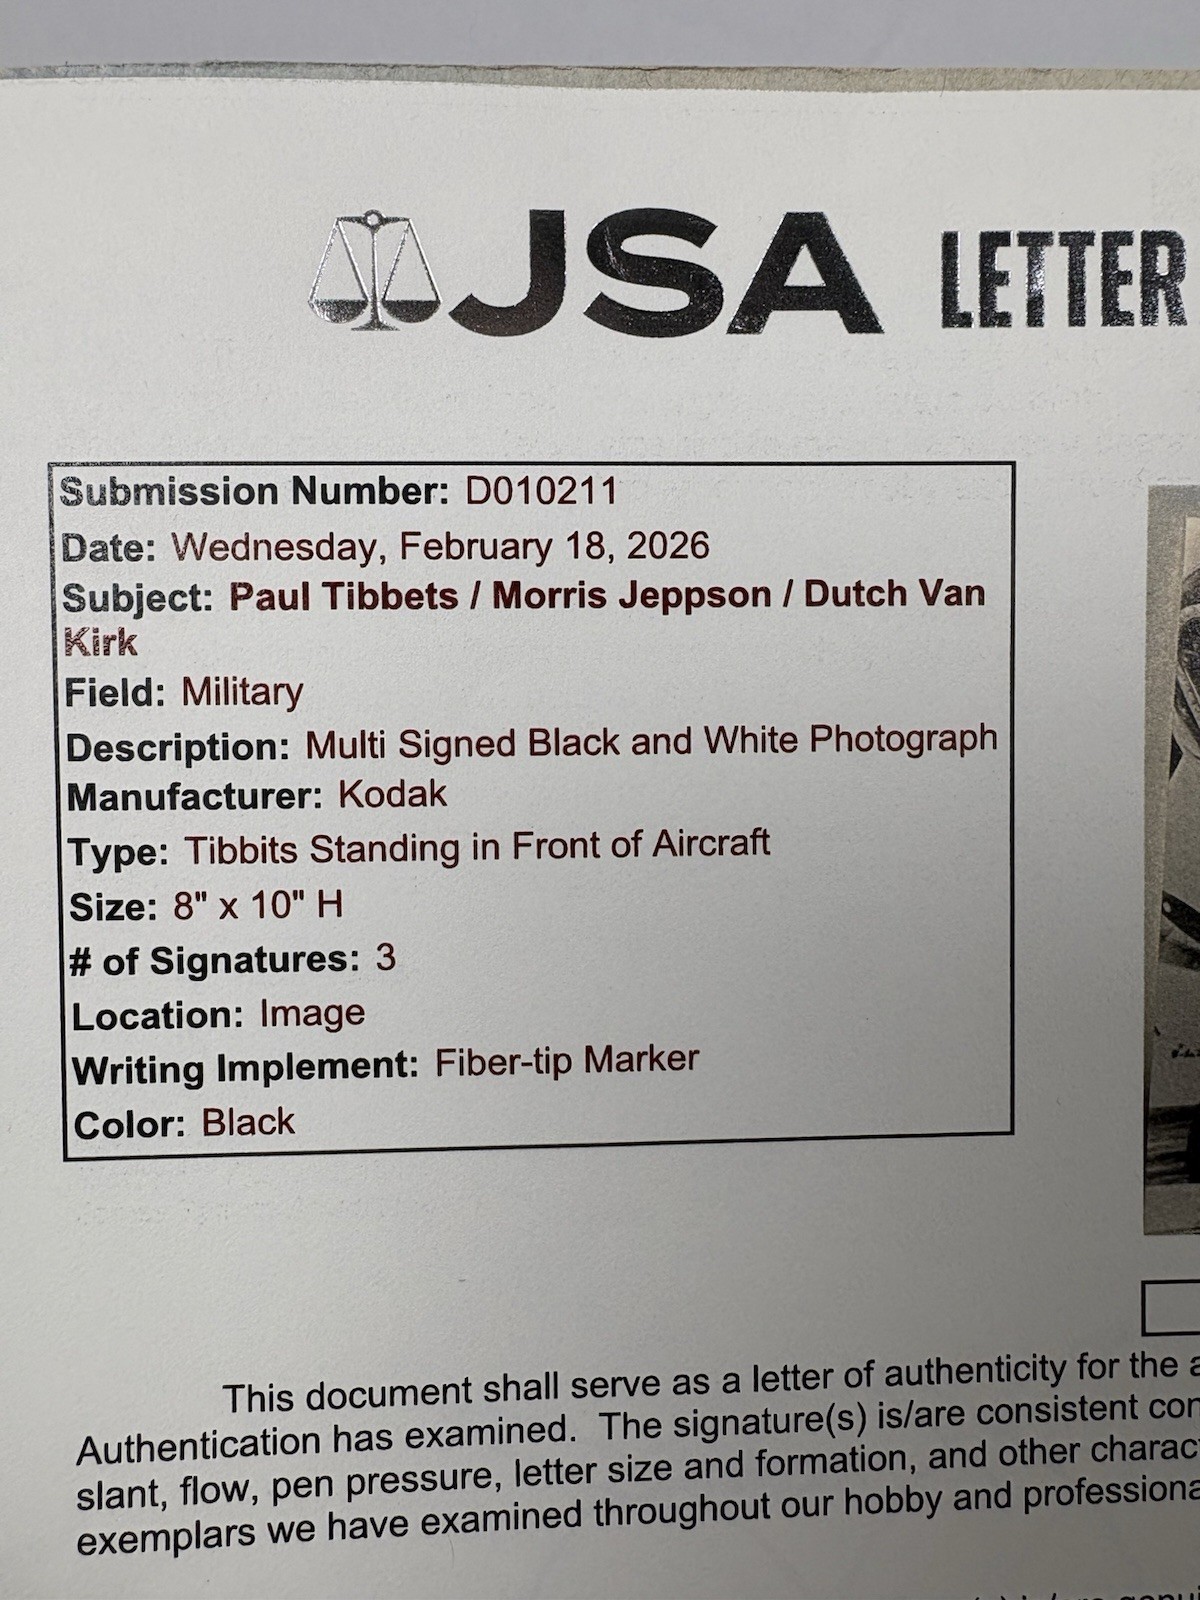 JSA LETTER
Submission Number: D010211
Date: Wednesday, February 18, 2026
Subject: Paul Tibbets / Morris Jeppson / Dutch Van
Kirk
Field: Military
Description: Multi Signed Black and White Photograph
Manufacturer: Kodak
Type: Tibbits Standing in Front of Aircraft
Size: 8" x 10" H
# of Signatures: 3
Location: Image
Writing Implement: Fiber-tip Marker
Color: Black
This document shall serve as a letter of authenticity for the
Authentication has examined. The signature(s) is/are consistent
slant, flow, pen pressure, letter size and formation, and other
exemplars we have examined throughout our hobby and